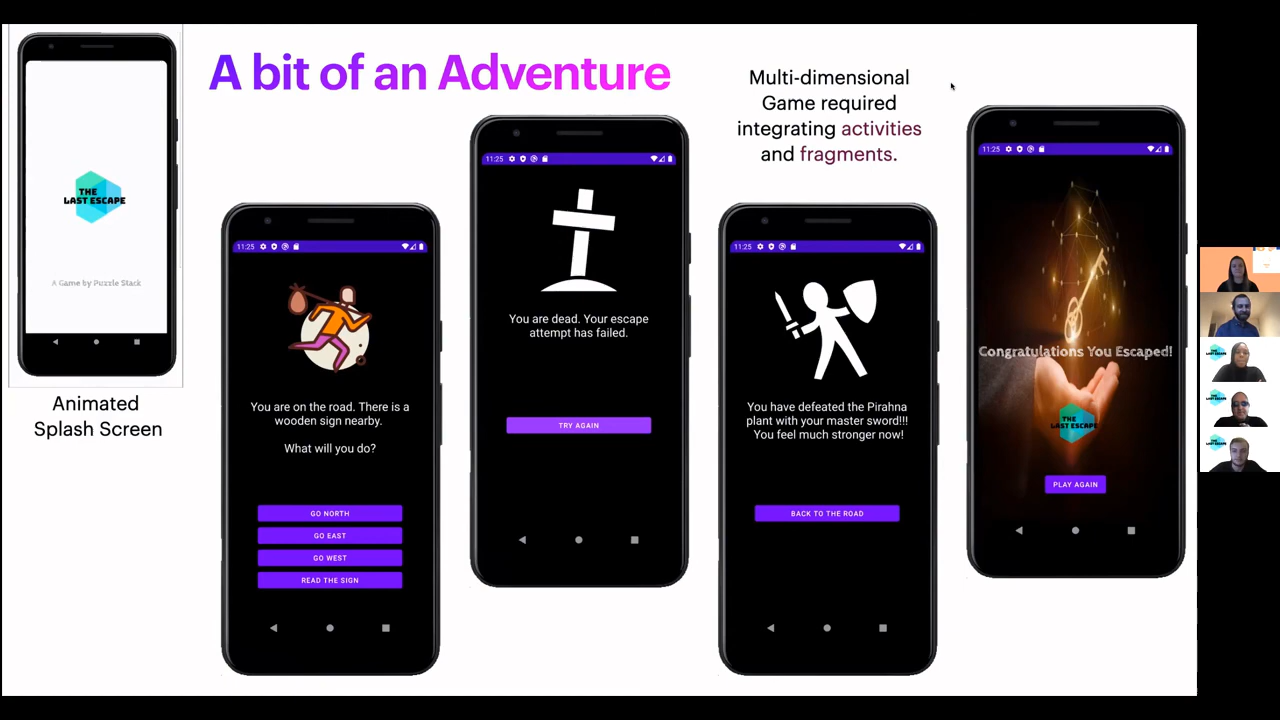 A bit of an Adventure
Multi-dimensional
Game required
integrating activities
and fragments.
THE
LAST ESCAPE
A Game by Puzzle Stack
Animated
Splash Screen
11:25
You are on the road. There is a
wooden sign nearby.
What will you do?
GO NORTH
GO EAST
GO WEST
READ THE SIGN
11:25
You are dead. Your escape
attempt has failed.
TRY AGAIN
11:25
You have defeated the Pirahna
plant with your master sword!!!
You feel much stronger now!
BACK TO THE ROAD
11:25
Congratulations You Escaped!
THE
LAST ESCAPE
PLAY AGAIN